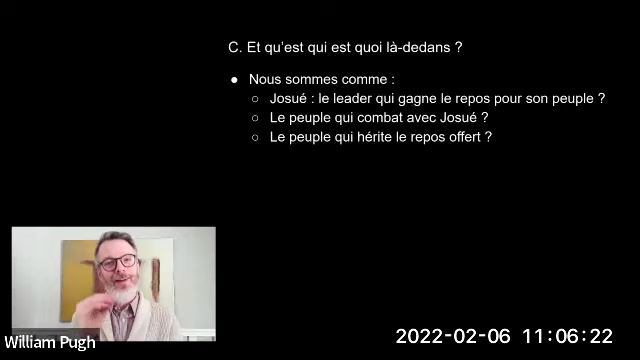 C. Et qu'est qui est quoi là-dedans ?
● Nous sommes comme :
○ Josué : le leader qui gagne le repos pour son peuple ?
○ Le peuple qui combat avec Josué ?
○ Le peuple qui hérite le repos offert ?
William Pugh
2022-02-06 11:06:22